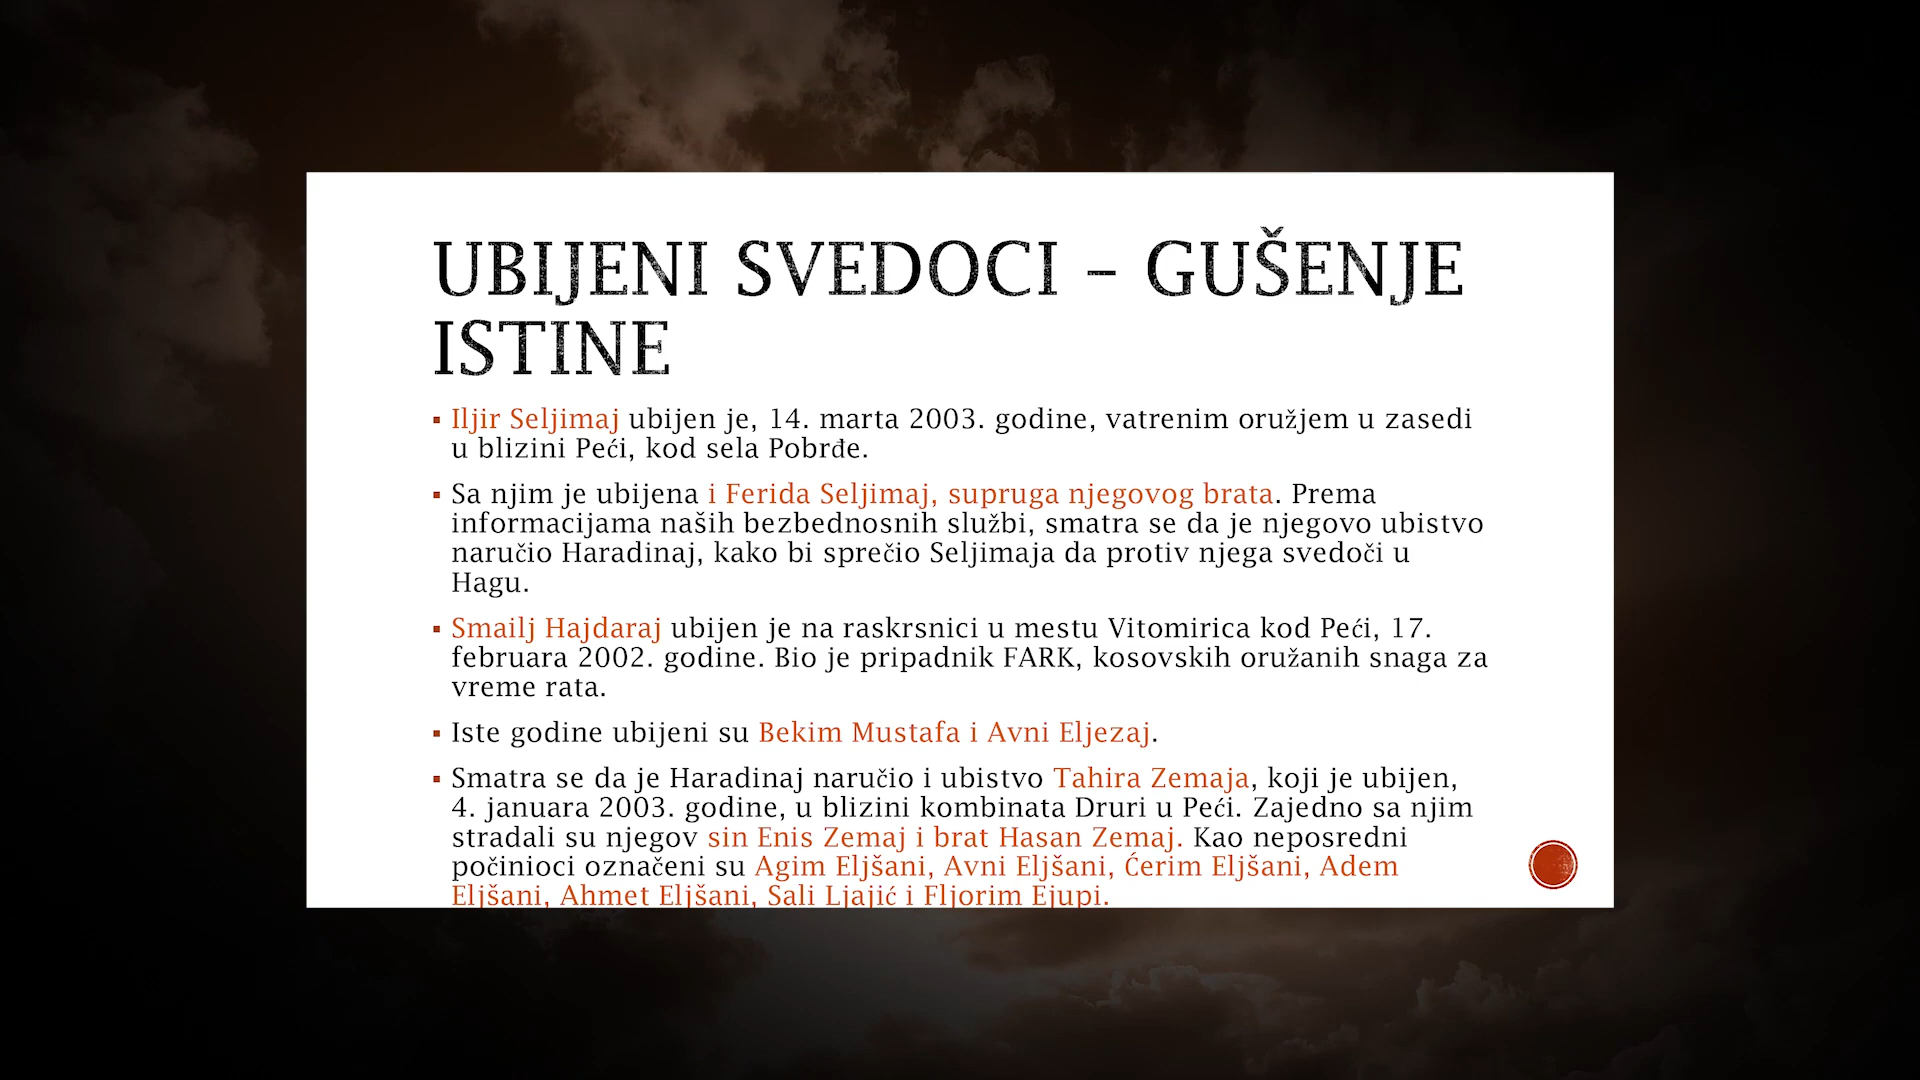 UBIJENI SVEDOCI – GUŠENJE
ISTINE
▪ Iljir Seljimaj ubijen je, 14. marta 2003. godine, vatrenim oružjem u zasedi
u blizini Peći, kod sela Pobrđe.
▪ Sa njim je ubijena i Ferida Seljimaj, supruga njegovog brata. Prema
informacijama naših bezbednosnih službi, smatra se da je njegovo ubistvo
naručio Haradinaj, kako bi sprečio Seljimaja da protiv njega svedoči u
Hagu.
▪ Smailj Hajdaraj ubijen je na raskrsnici u mestu Vitomirica kod Peći, 17.
februara 2002. godine. Bio je pripadnik FARK, kosovskih oružanih snaga za
vreme rata.
▪ Iste godine ubijeni su Bekim Mustafa i Avni Eljezaj.
▪ Smatra se da je Haradinaj naručio i ubistvo Tahira Zemaja, koji je ubijen,
4. januara 2003. godine, u blizini kombinata Druri u Peći. Zajedno sa njim
stradali su njegov sin Enis Zemaj i brat Hasan Zemaj. Kao neposredni
počinioci označeni su Agim Eljšani, Avni Eljšani, Ćerim Eljšani, Adem
Eljšani, Ahmet Eljšani, Sali Ljajić i Fljorim Ejupi.